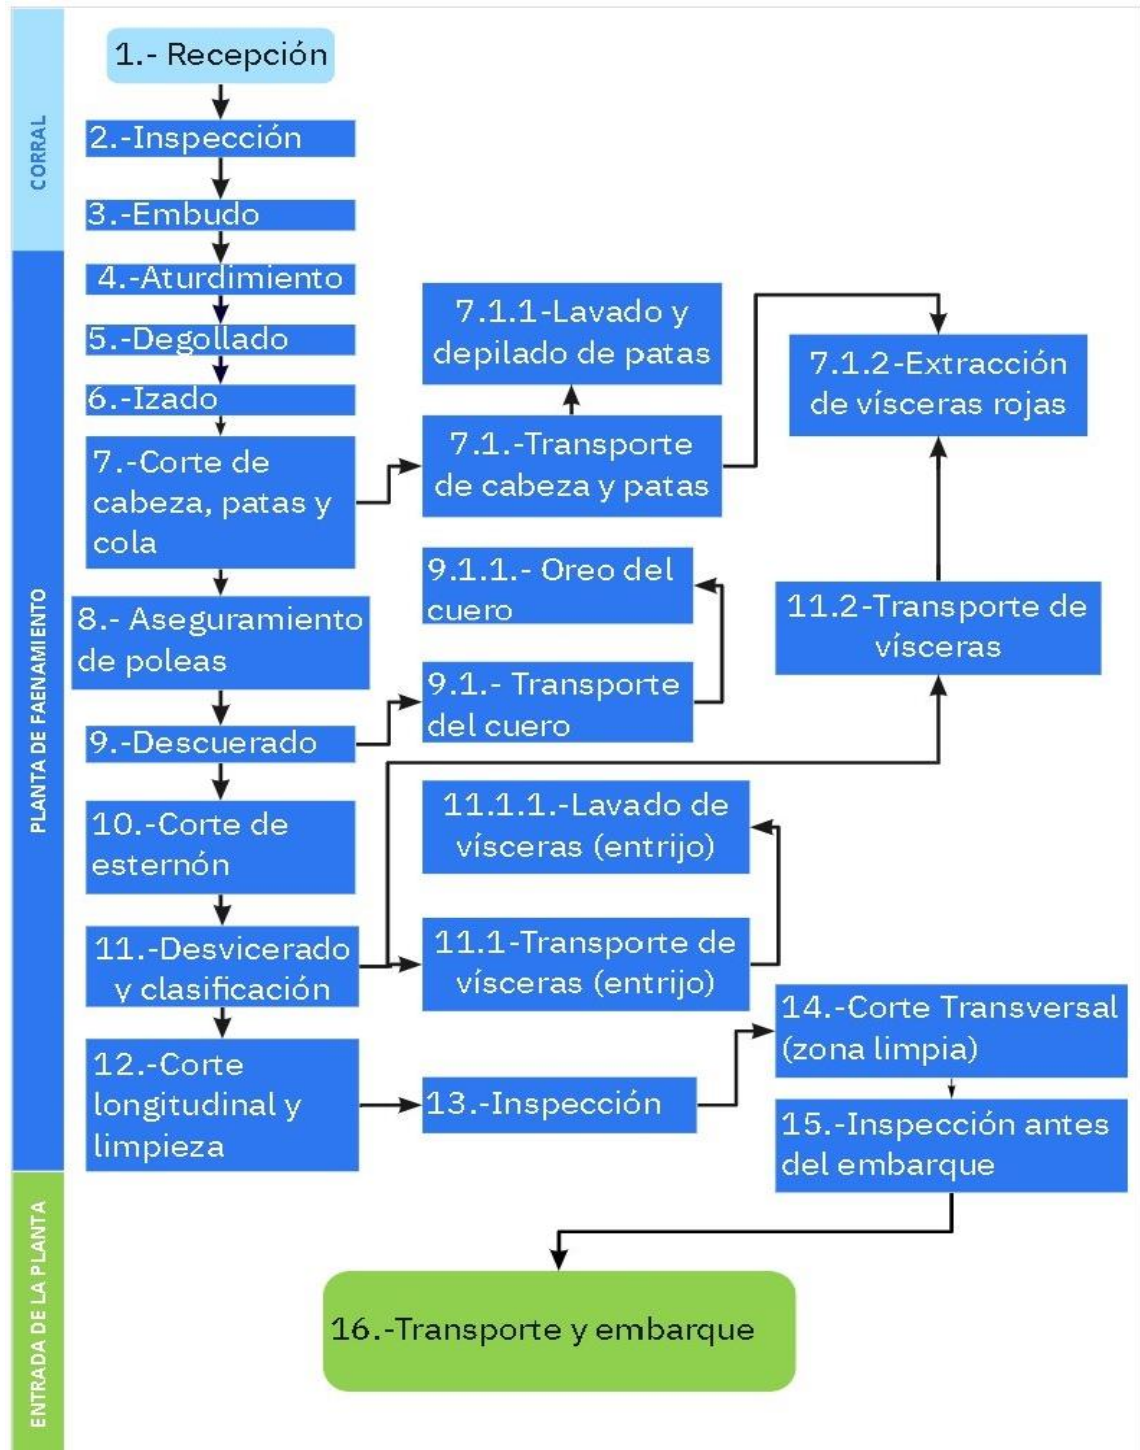 CORRAL
1.- Recepción
2.-Inspección
3.-Embudo
PLANTA DE FAENAMIENTO
4.-Aturdimiento
5.-Degollado
6.-Izado
7.-Corte de
cabeza, patas y
cola
7.1.-Transporte
de cabeza y patas
7.1.1-Lavado y
depilado de patas
7.1.2-Extracción
de vísceras rojas
8.- Aseguramiento
de poleas
9.-Descuerado
9.1.- Transporte
del cuero
9.1.1.- Oreo del
cuero
10.-Corte de
esternón
11.-Desvicerado
y clasificación
11.1-Transporte de
vísceras (entrijo)
11.1.1.-Lavado de
vísceras (entrijo)
11.2-Transporte de
vísceras
12.-Corte
longitudinal y
limpieza
13.-Inspección
14.-Corte Transversal
(zona limpia)
15.-Inspección antes
del embarque
ENTRADA DE LA PLANTA
16.-Transporte y embarque